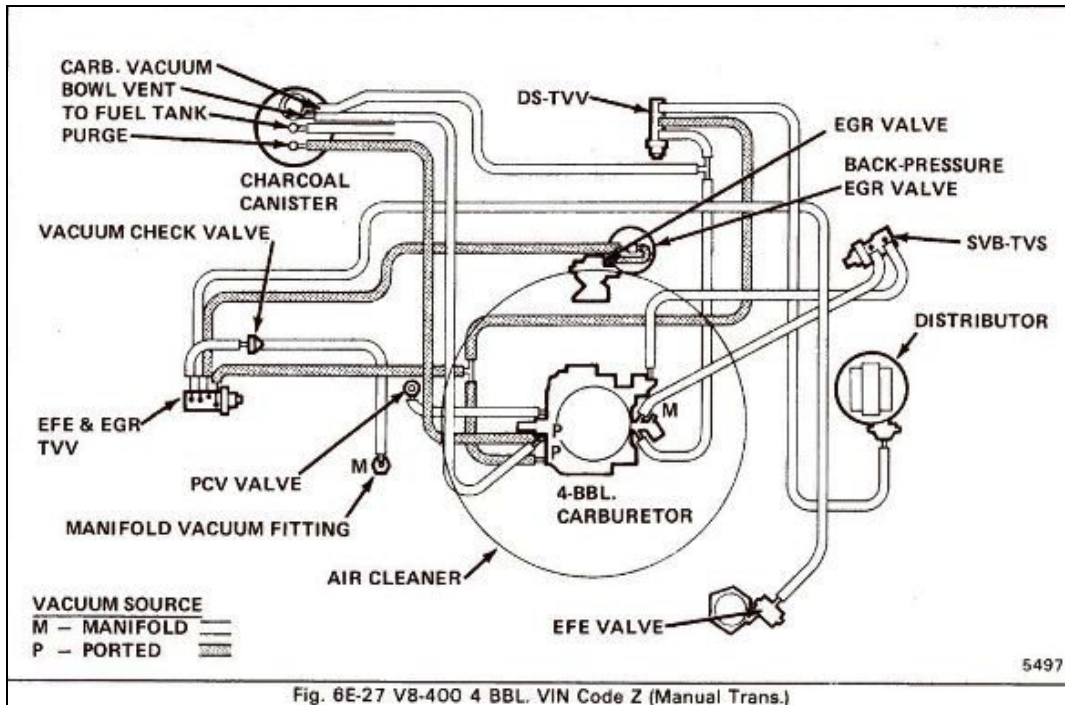 CARB. VACUUM
BOWL VENT
TO FUEL TANK
PURGE
CHARCOAL
CANISTER
DS-TVV
EGR VALVE
BACK-PRESSURE
EGR VALVE
VACUUM CHECK VALVE
SVB-TVS
DISTRIBUTOR
EFE & EGR
TVV
M
PCV VALVE
MANIFOLD VACUUM FITTING
M
P
P
4-BBL.
CARBURETOR
AIR CLEANER
EFE VALVE
VACUUM SOURCE
M – MANIFOLD
P – PORTED
5497
Fig. 6E-27 V8-400 4 BBL. VIN Code Z (Manual Trans.)